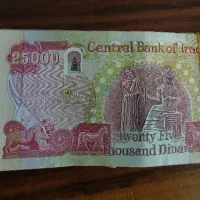 25000
Central Bank of Iraq
Twenty Five
Thousand Dinars